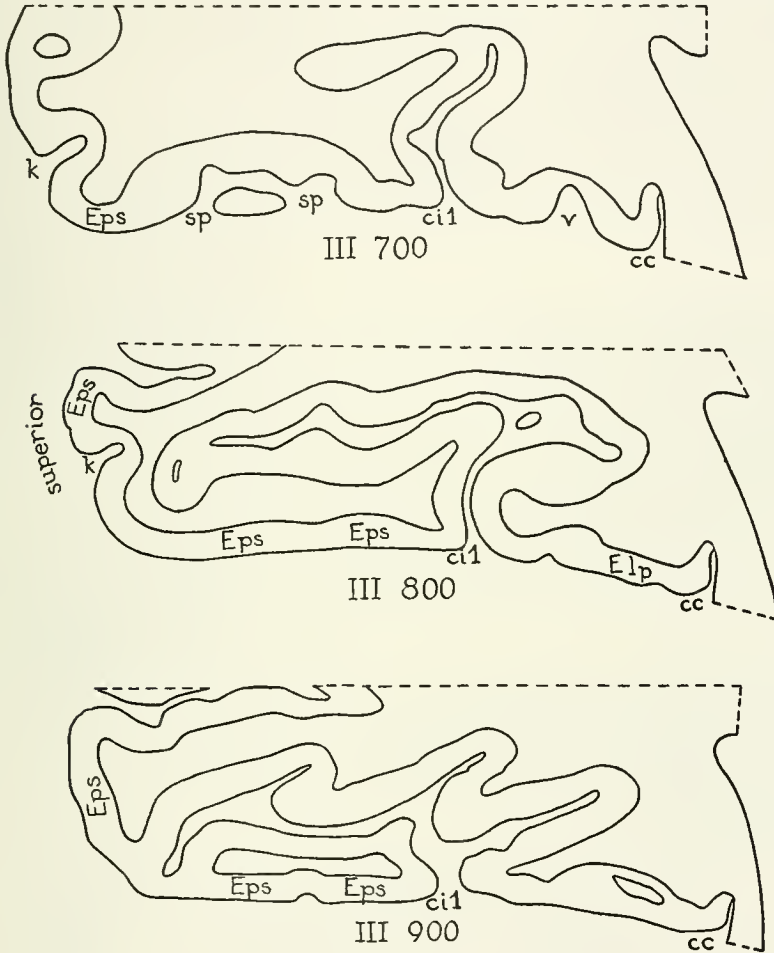 k
Eps
sp
sp
ci1
v
cc
III 700
superior
Eps
k
Eps
Eps
ci1
Elp
cc
III 800
Eps
Eps
Eps
ci1
cc
III 900